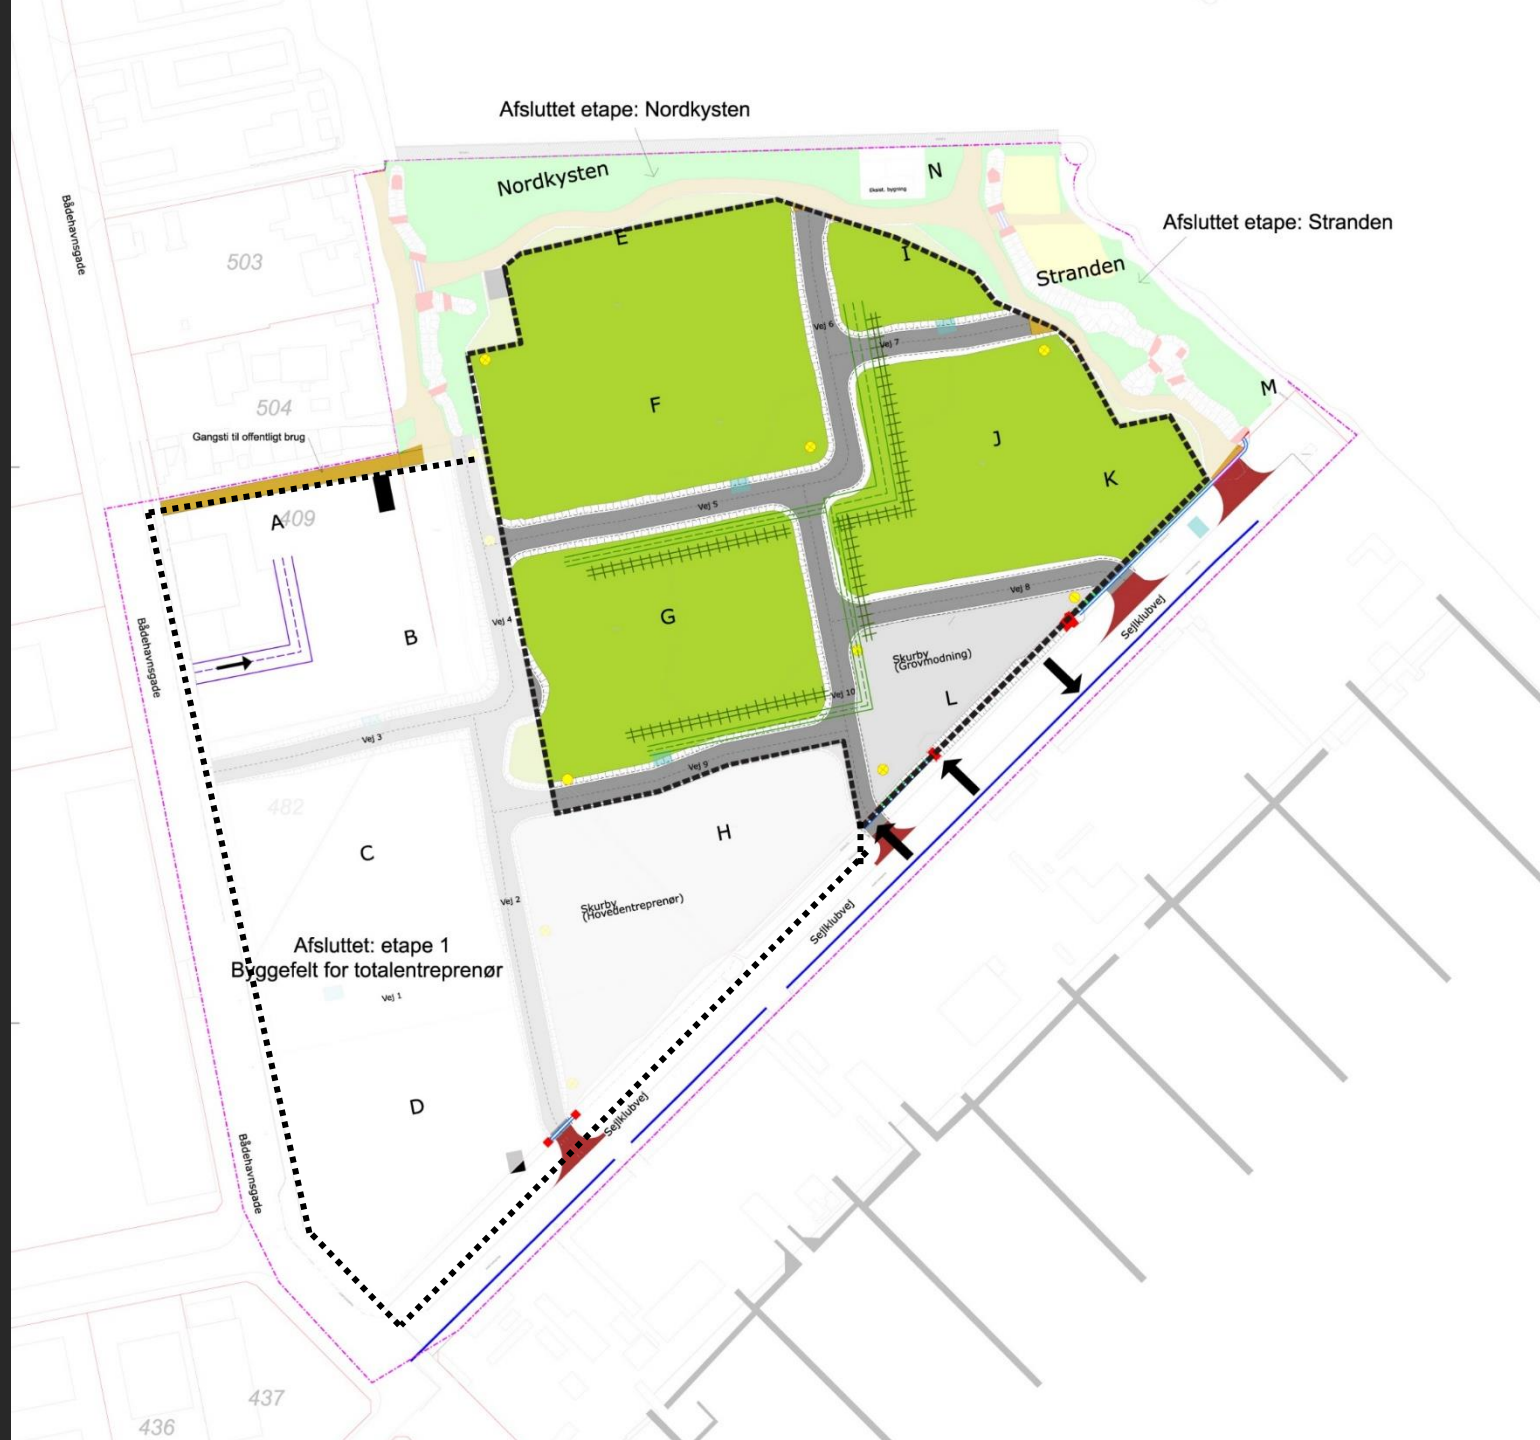 Afsluttet etape: Nordkysten
Nordkysten
N
Eksist. bygning
Afsluttet etape: Stranden
Stranden
Bådehavnsgade
503
E
I
Vej 6
Vej 7
M
504
F
Gangsti til offentligt brug
J
K
A
409
Vej 5
Vej 8
Sejlklubvej
B
Vej 4
G
Skurby
(Grovmodning)
Bådehavnsgade
L
Vej 10
Vej 3
Vej 9
482
H
C
Vej 2
Skurby
(Hovedentreprenør)
Sejlklubvej
Afsluttet: etape 1
Byggefelt for totalentreprenør
Vej 1
D
Sejlklubvej
Bådehavnsgade
437
436